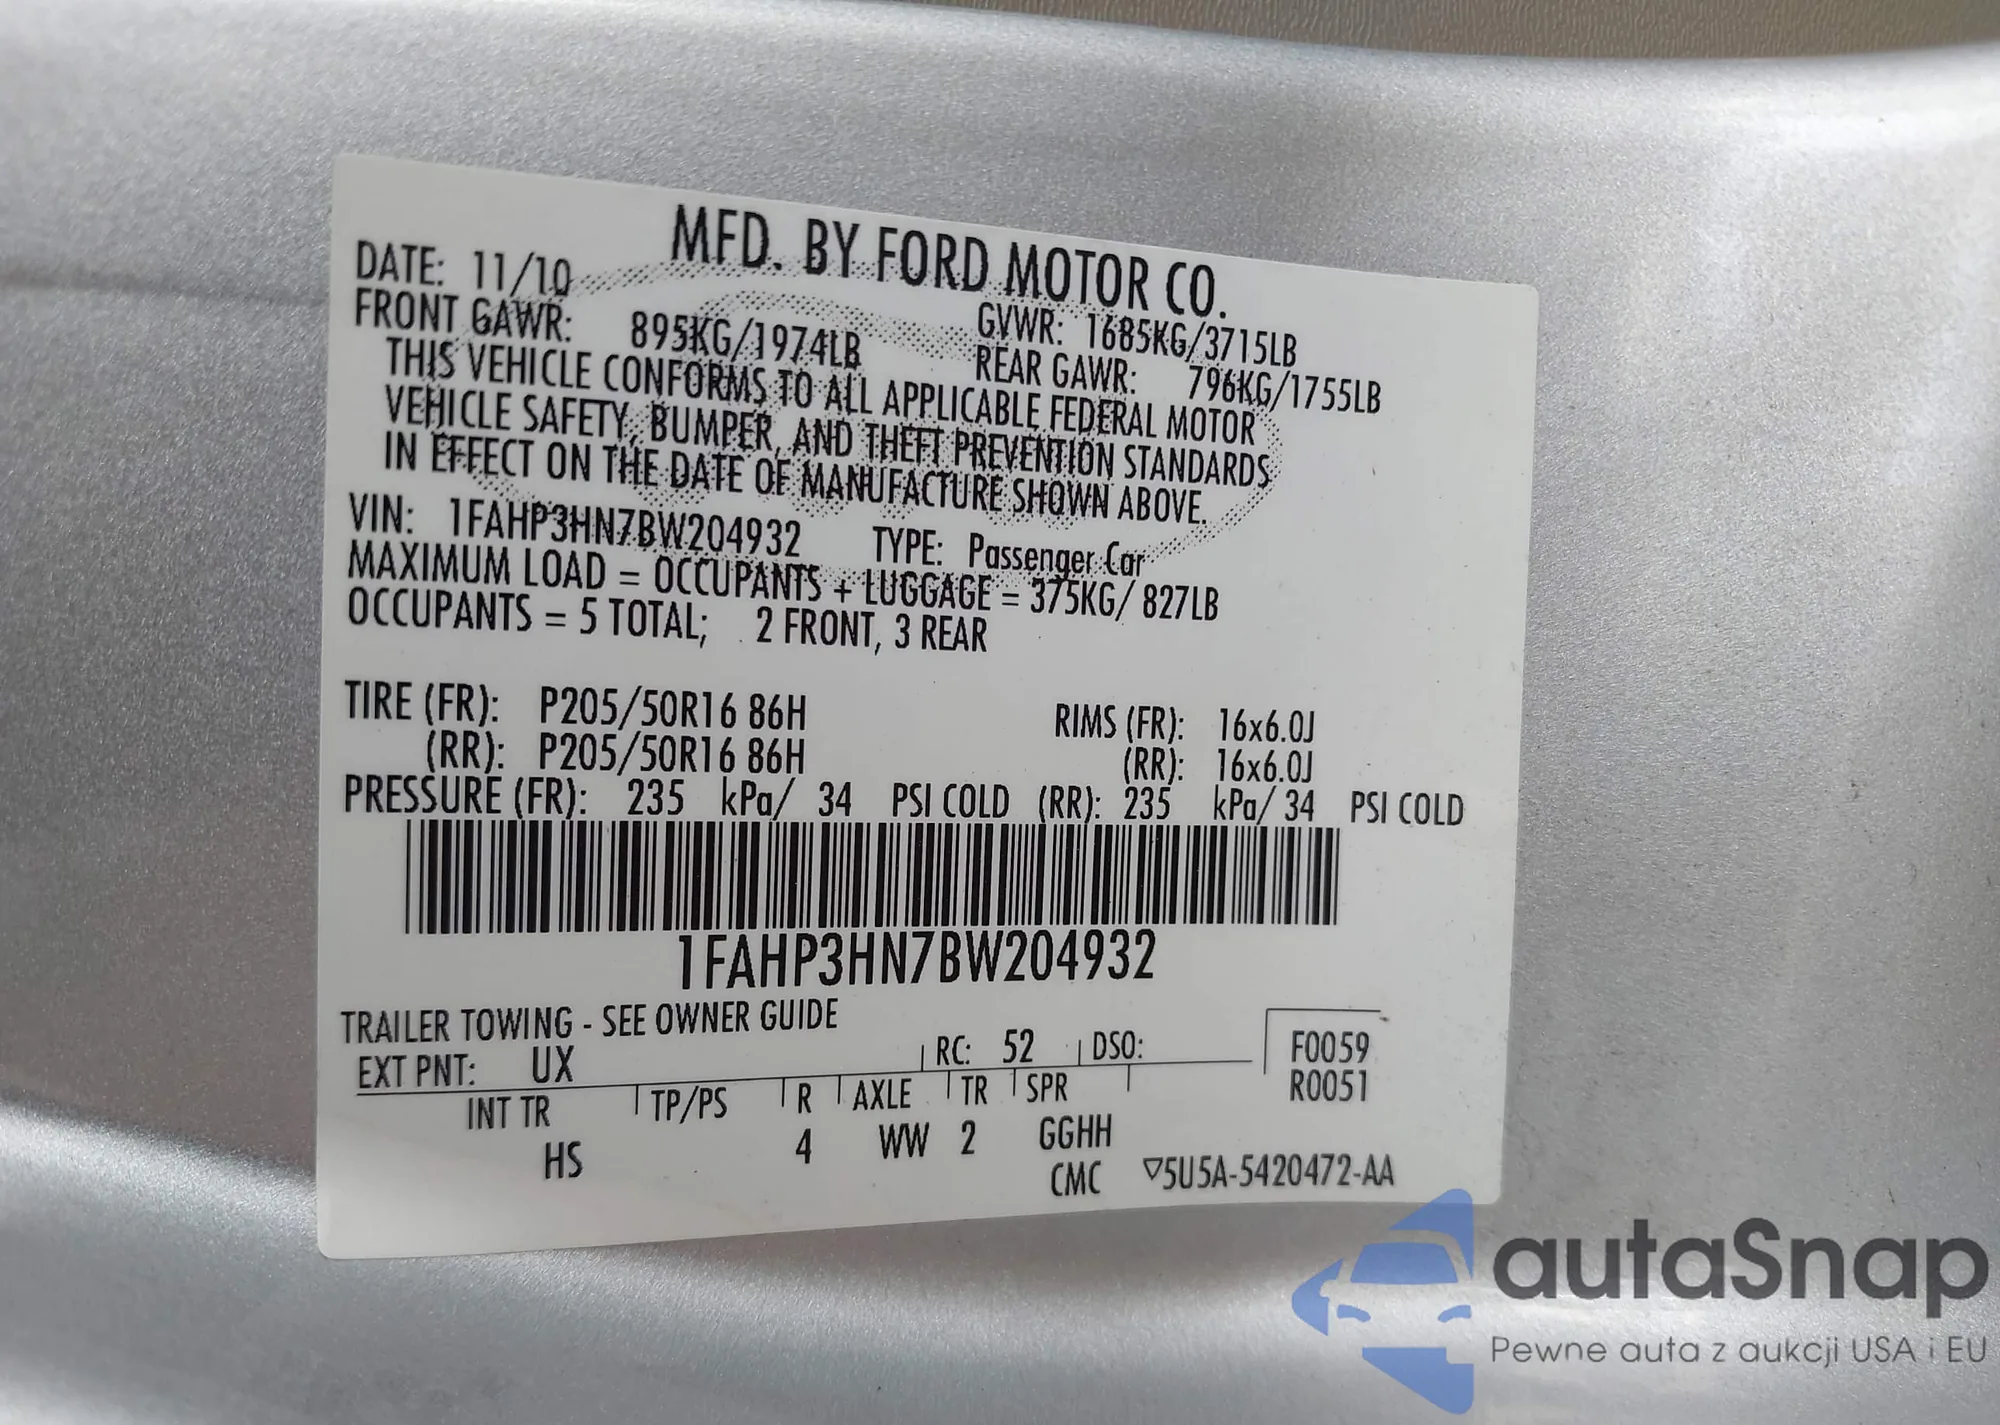 MFD. BY FORD MOTOR CO.
DATE: 11/10
GVWR: 1685KG/3715LB
FRONT GAWR: 895KG/1974LB
REAR GAWR: 796KG/1755LB
THIS VEHICLE CONFORMS TO ALL APPLICABLE FEDERAL MOTOR
VEHICLE SAFETY, BUMPER, AND THEFT PREVENTION STANDARDS
IN EFFECT ON THE DATE OF MANUFACTURE SHOWN ABOVE.
VIN: 1FAHP3HN7BW204932 TYPE: Passenger Car
MAXIMUM LOAD = OCCUPANTS + LUGGAGE = 375KG/ 827LB
OCCUPANTS = 5 TOTAL; 2 FRONT, 3 REAR
TIRE (FR): P205/50R16 86H RIMS (FR): 16x6.0J
(RR): P205/50R16 86H (RR): 16x6.0J
PRESSURE (FR): 235 kPa/ 34 PSI COLD (RR): 235 kPa/ 34 PSI COLD
1FAHP3HN7BW204932
TRAILER TOWING - SEE OWNER GUIDE
EXT PNT: UX RC: 52 DSO: F0059
R0051
INT TR TP/PS R AXLE TR SPR
HS 4 WW 2 GGHH
CMC ▽5U5A-5420472-AA
autaSnap
Pewne auta z aukcji USA i EU